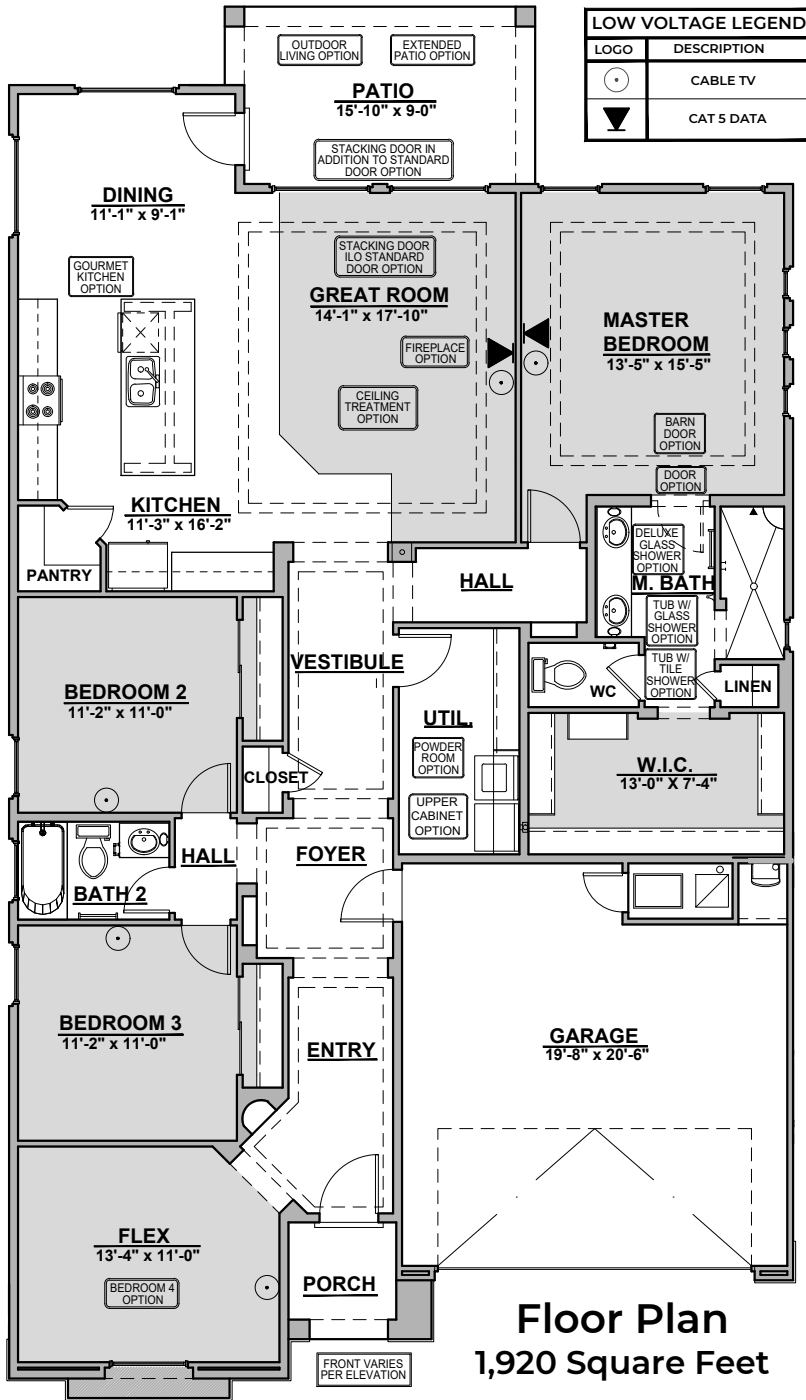 LOW VOLTAGE LEGEND
LOGO DESCRIPTION
CABLE TV
CAT 5 DATA
OUTDOOR
LIVING OPTION
EXTENDED
PATIO OPTION
PATIO
15'-10" x 9-0"
STACKING DOOR IN
ADDITION TO STANDARD
DOOR OPTION
DINING
11'-1" x 9'-1"
GOURMET
KITCHEN
OPTION
STACKING DOOR
ILO STANDARD
DOOR OPTION
GREAT ROOM
14'-1" x 17'-10"
FIREPLACE
OPTION
CEILING
TREATMENT
OPTION
MASTER
BEDROOM
13'-5" x 15'-5"
BARN
DOOR
OPTION
DOOR
OPTION
KITCHEN
11'-3" x 16'-2"
PANTRY
HALL
DELUXE
GLASS
SHOWER
OPTION
M. BATH
TUB W/
GLASS
SHOWER
OPTION
TUB W/
TILE
SHOWER
OPTION
WC
LINEN
VESTIBULE
BEDROOM 2
11'-2" x 11'-0"
CLOSET
UTIL.
POWDER
ROOM
OPTION
UPPER
CABINET
OPTION
W.I.C.
13'-0" X 7'-4"
HALL
FOYER
BATH 2
BEDROOM 3
11'-2" x 11'-0"
ENTRY
GARAGE
19'-8" x 20'-6"
FLEX
13'-4" x 11'-0"
BEDROOM 4
OPTION
PORCH
FRONT VARIES
PER ELEVATION
Floor Plan
1,920 Square Feet